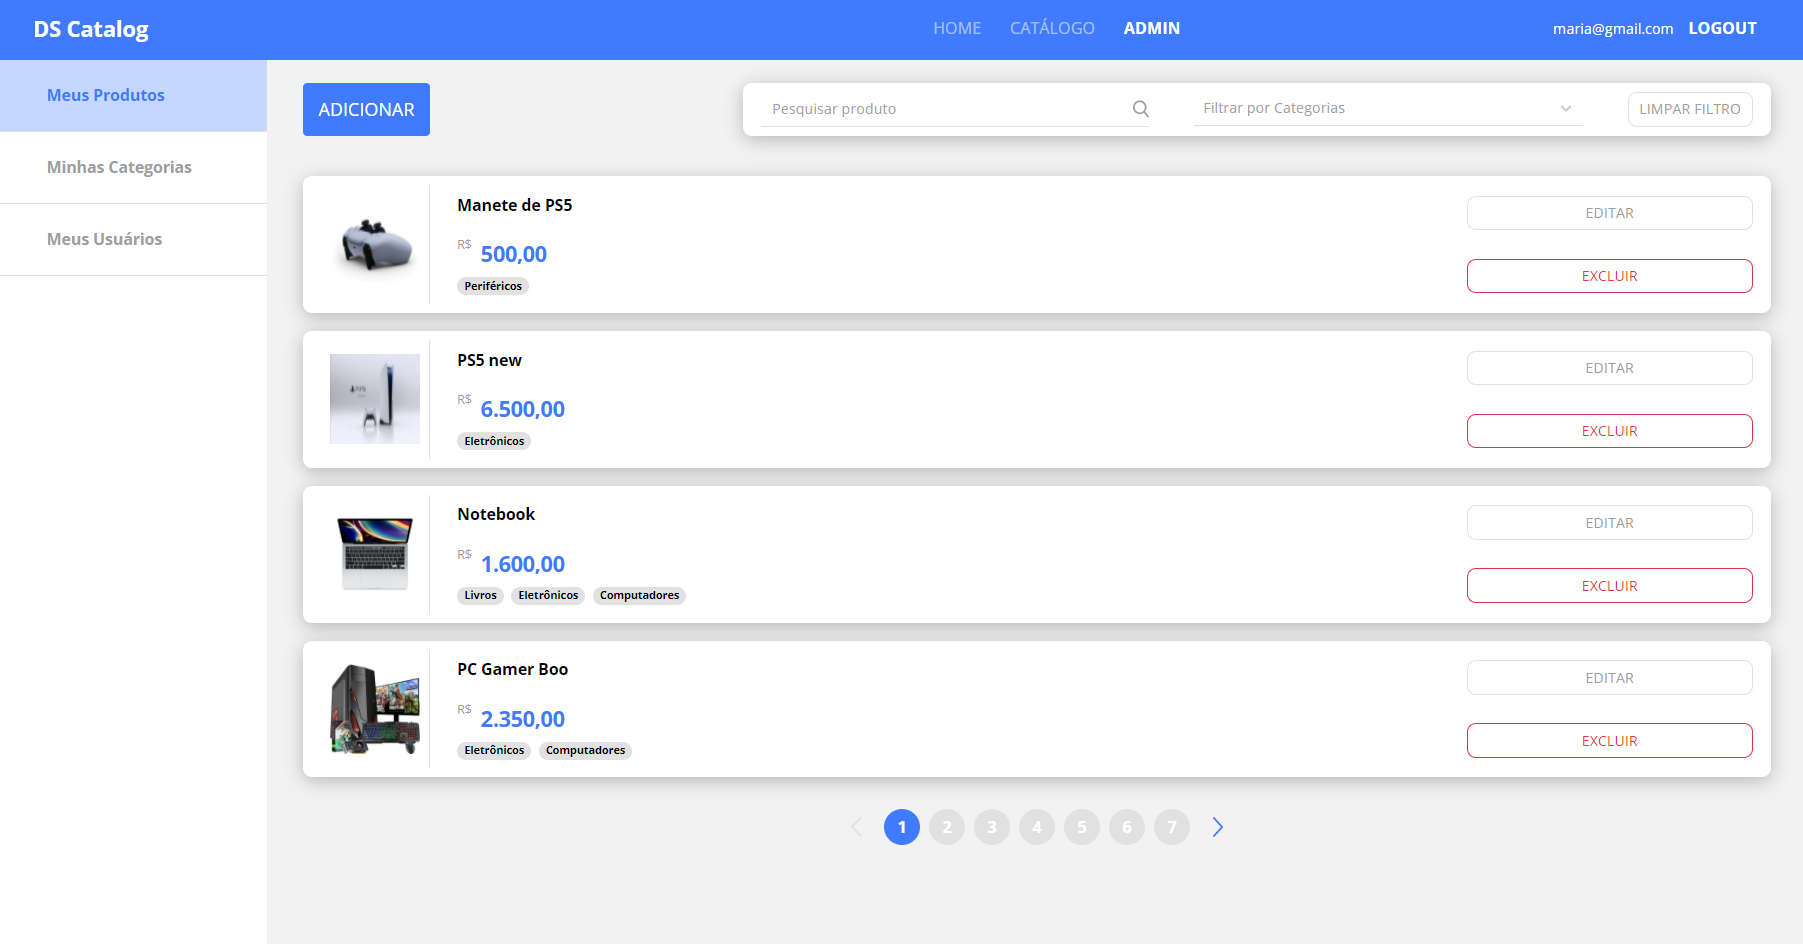 DS Catalog
HOME CATÁLOGO ADMIN
maria@gmail.com LOGOUT
Meus Produtos
Minhas Categorias
Meus Usuários
ADICIONAR
Pesquisar produto
Filtrar por Categorias
LIMPAR FILTRO
Manete de PS5
R$ 500,00
Periféricos
EDITAR
EXCLUIR
PS5 new
R$ 6.500,00
Eletrônicos
EDITAR
EXCLUIR
Notebook
R$ 1.600,00
Livros Eletrônicos Computadores
EDITAR
EXCLUIR
PC Gamer Boo
R$ 2.350,00
Eletrônicos Computadores
EDITAR
EXCLUIR
1 2 3 4 5 6 7